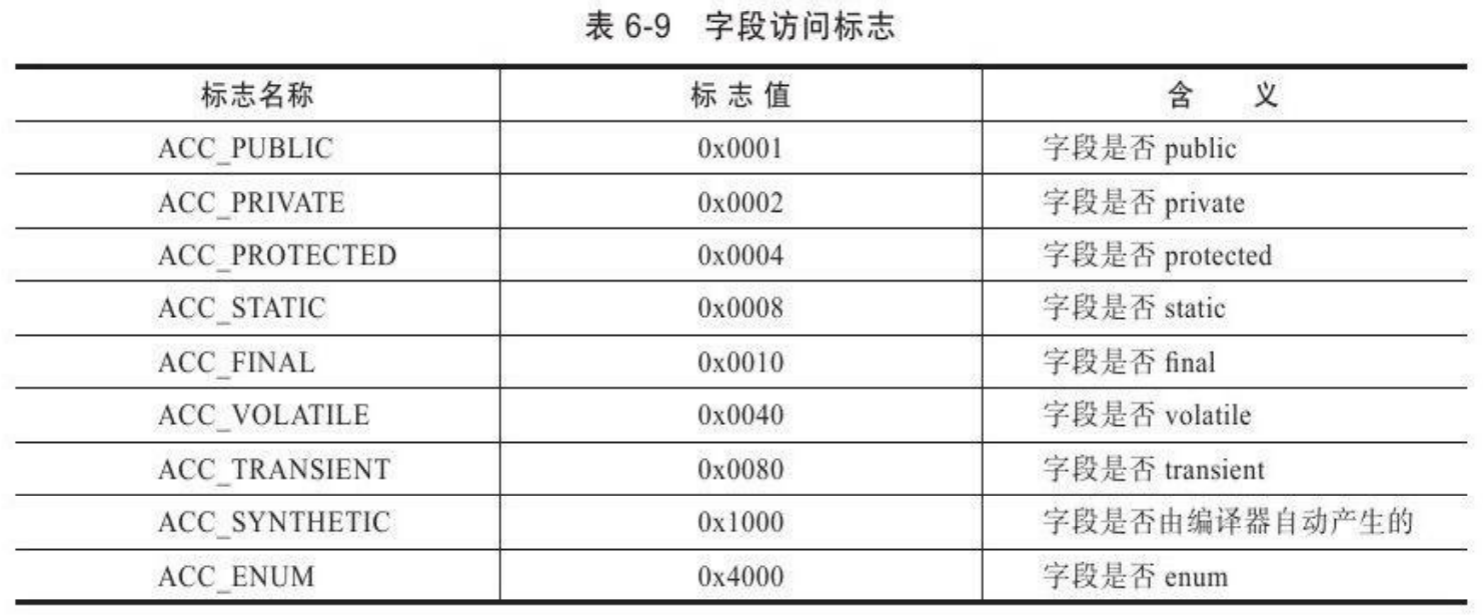 表 6-9 字段访问标志
标志名称 标志值 含 义
ACC_PUBLIC 0x0001 字段是否 public
ACC_PRIVATE 0x0002 字段是否 private
ACC_PROTECTED 0x0004 字段是否 protected
ACC_STATIC 0x0008 字段是否 static
ACC_FINAL 0x0010 字段是否 final
ACC_VOLATILE 0x0040 字段是否 volatile
ACC_TRANSIENT 0x0080 字段是否 transient
ACC_SYNTHETIC 0x1000 字段是否由编译器自动产生的
ACC_ENUM 0x4000 字段是否 enum